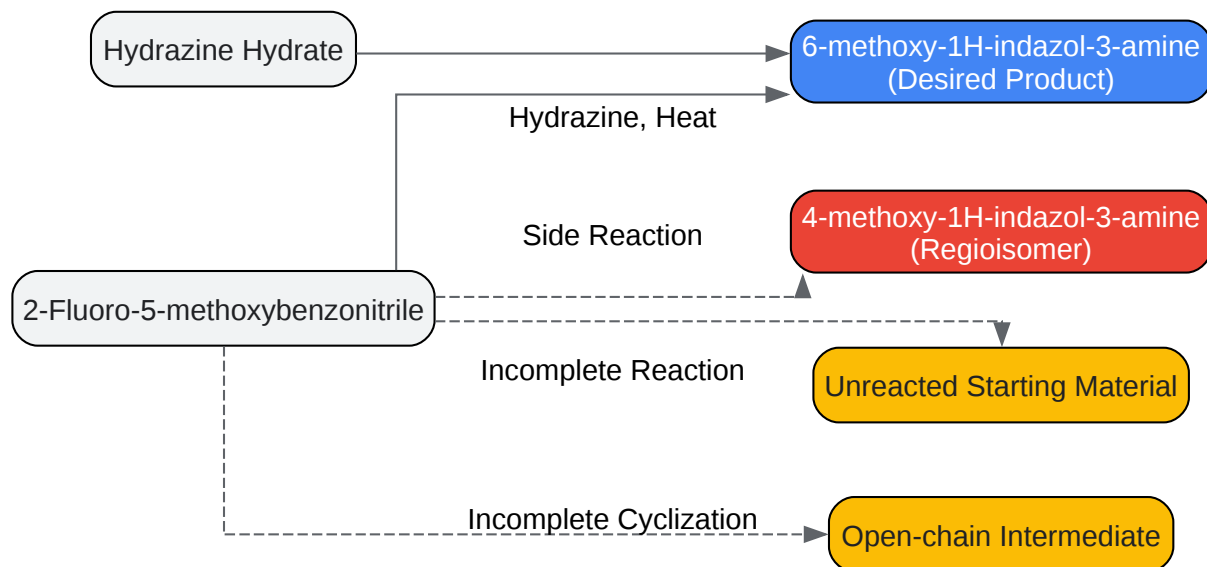 Hydrazine Hydrate
6-methoxy-1H-indazol-3-amine
(Desired Product)
Hydrazine, Heat
Side Reaction
4-methoxy-1H-indazol-3-amine
(Regioisomer)
2-Fluoro-5-methoxybenzonitrile
Incomplete Reaction
Unreacted Starting Material
Incomplete Cyclization
Open-chain Intermediate